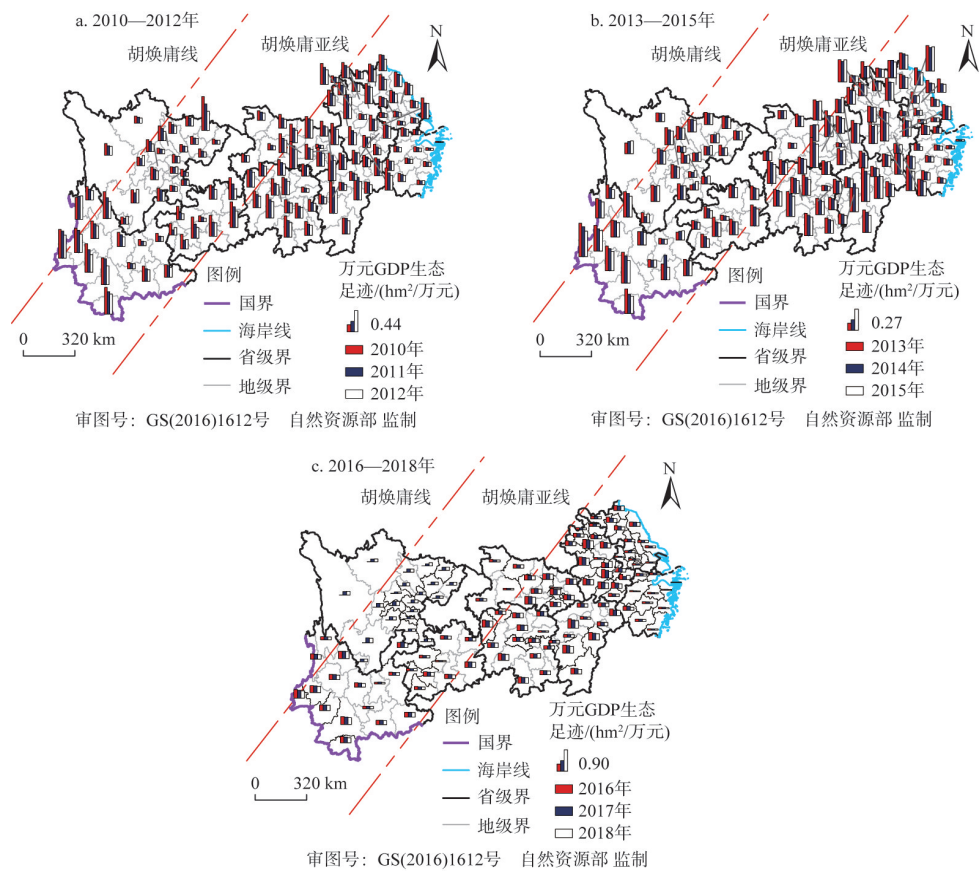 a. 2010—2012年
胡焕庸线
胡焕庸亚线
N
图例
国界
海岸线
省级界
地级界
万元GDP生态
足迹/(hm²/万元)
0.44
2010年
2011年
2012年
0 320 km
审图号：GS(2016)1612号 自然资源部 监制
b. 2013—2015年
胡焕庸线
胡焕庸亚线
N
图例
国界
海岸线
省级界
地级界
万元GDP生态
足迹/(hm²/万元)
0.27
2013年
2014年
2015年
0 320 km
审图号：GS(2016)1612号 自然资源部 监制
c. 2016—2018年
胡焕庸线
胡焕庸亚线
N
图例
国界
海岸线
省级界
地级界
万元GDP生态
足迹/(hm²/万元)
0.90
2016年
2017年
2018年
0 320 km
审图号：GS(2016)1612号 自然资源部 监制